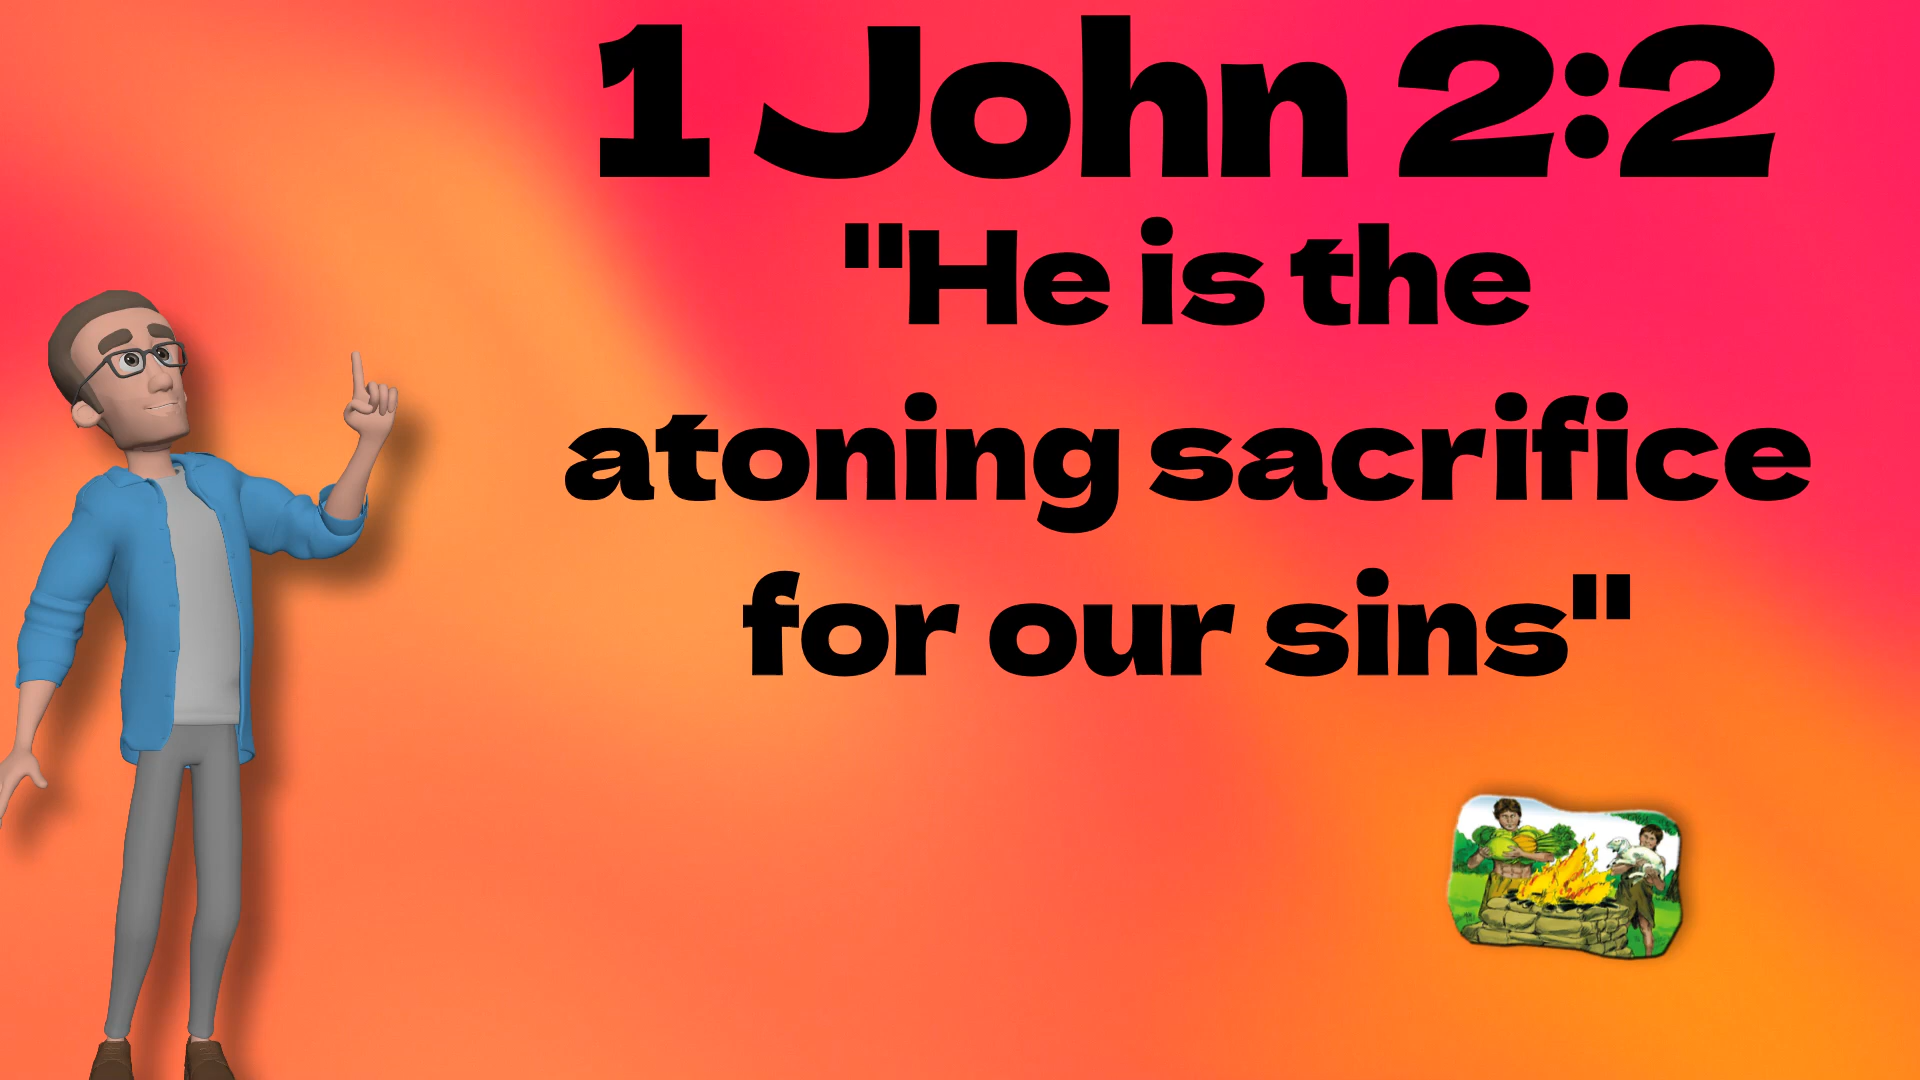 1 John 2:2
"He is the
atoning sacrifice
for our sins"